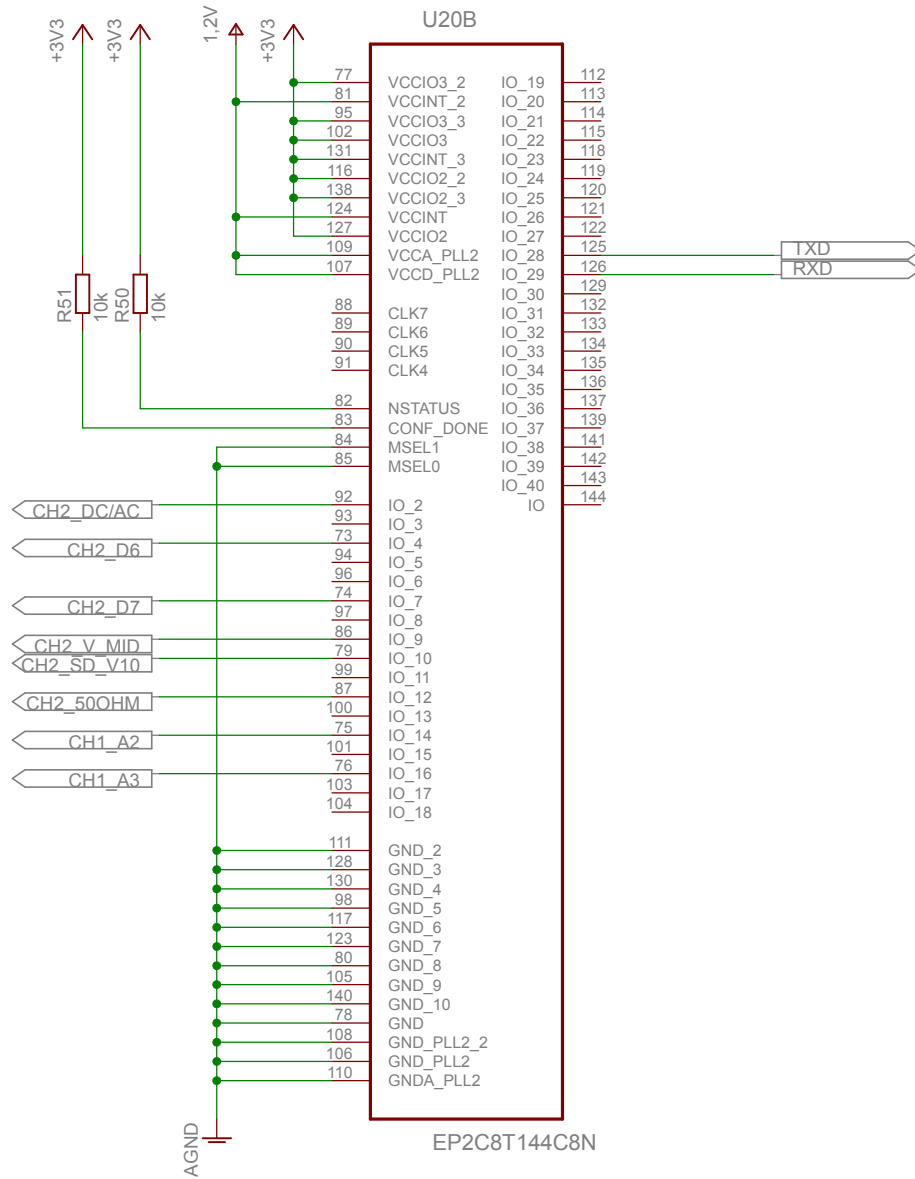 U20B
+3V3
+3V3
1,2V
+3V3
77 VCCIO3_2 IO_19 112
81 VCCINT_2 IO_20 113
95 VCCIO3_3 IO_21 114
102 VCCIO3 IO_22 115
131 VCCINT_3 IO_23 118
116 VCCIO2_2 IO_24 119
138 VCCIO2_3 IO_25 120
124 VCCINT IO_26 121
127 VCCIO2 IO_27 122
109 VCCA_PLL2 IO_28 125 TXD
107 VCCD_PLL2 IO_29 126 RXD
IO_30 129
R51 10k
R50 10k
88 CLK7 IO_31 132
89 CLK6 IO_32 133
90 CLK5 IO_33 134
91 CLK4 IO_34 135
IO_35 136
82 NSTATUS IO_36 137
83 CONF_DONE IO_37 139
84 MSEL1 IO_38 141
85 MSEL0 IO_39 142
IO_40 143
CH2_DC/AC 92 IO_2 IO 144
93 IO_3
CH2_D6 73 IO_4
94 IO_5
96 IO_6
CH2_D7 74 IO_7
97 IO_8
CH2_V_MID 86 IO_9
CH2_SD_V10 79 IO_10
99 IO_11
CH2_50OHM 87 IO_12
100 IO_13
CH1_A2 75 IO_14
101 IO_15
CH1_A3 76 IO_16
103 IO_17
104 IO_18
111 GND_2
128 GND_3
130 GND_4
98 GND_5
117 GND_6
123 GND_7
80 GND_8
105 GND_9
140 GND_10
78 GND
108 GND_PLL2_2
106 GND_PLL2
110 GNDA_PLL2
AGND
EP2C8T144C8N